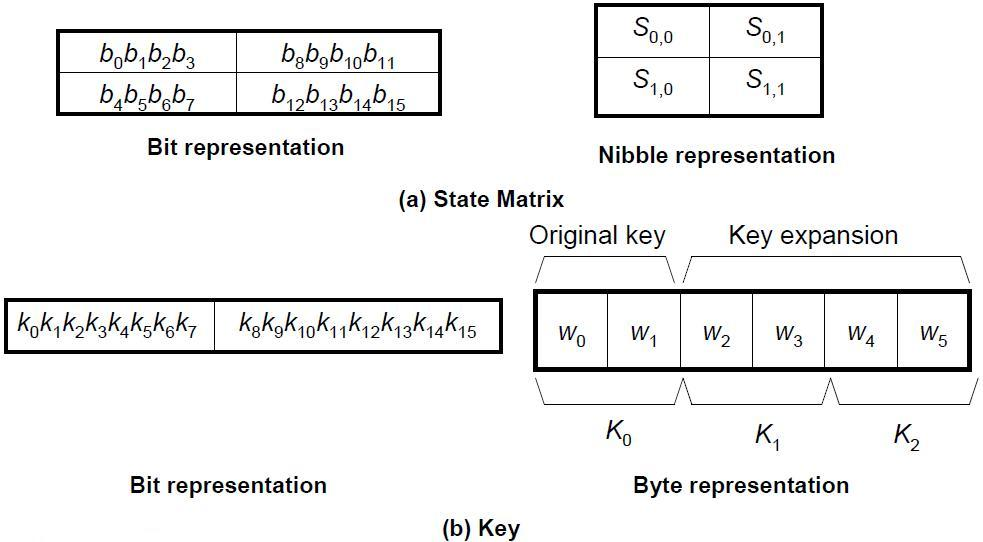 b₀b₁b₂b₃ b₈b₉b₁₀b₁₁
b₄b₅b₆b₇ b₁₂b₁₃b₁₄b₁₅
Bit representation
S₀,₀ S₀,₁
S₁,₀ S₁,₁
Nibble representation
(a) State Matrix
Original key Key expansion
k₀k₁k₂k₃k₄k₅k₆k₇ k₈k₉k₁₀k₁₁k₁₂k₁₃k₁₄k₁₅
w₀ w₁ w₂ w₃ w₄ w₅
K₀ K₁ K₂
Bit representation
Byte representation
(b) Key